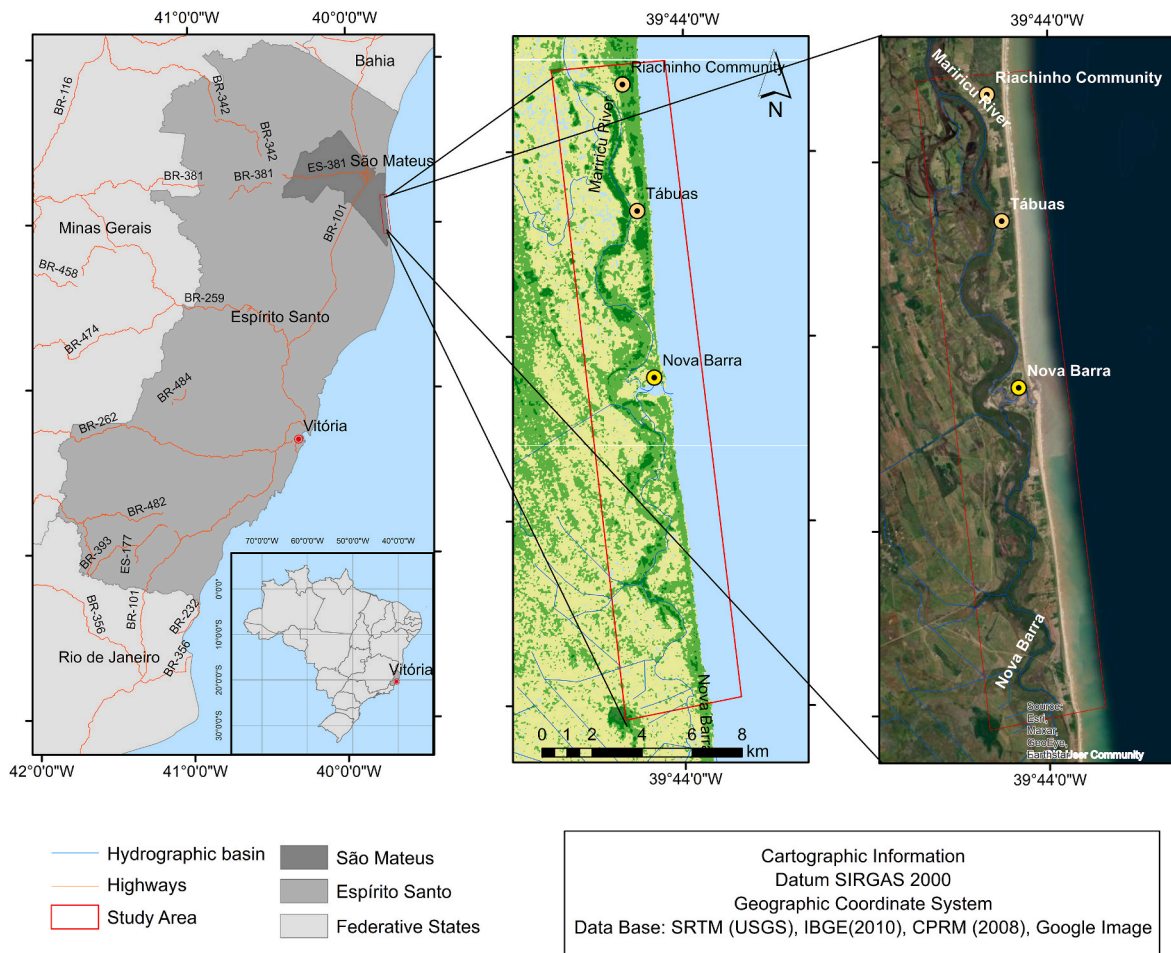 41°0'0"W
40°0'0"W
39°44'0"W
39°44'0"W
Bahia
BR-116
BR-342
BR-342
ES-381
São Mateus
BR-381
BR-381
BR-101
Minas Gerais
BR-458
BR-259
Espírito Santo
BR-474
BR-484
BR-262
Vitória
BR-482
BR-393
ES-177
BR-356
BR-101
BR-232
BR-356
Rio de Janeiro
70°0'0"W
60°0'0"W
50°0'0"W
40°0'0"W
0°0'0"
10°0'0"S
20°0'0"S
30°0'0"S
Vitória
42°0'0"W
41°0'0"W
40°0'0"W
Riachinho Community
N
Mariricu River
Tábuas
Nova Barra
Nova Barra
0 1 2 4 6 8
km
39°44'0"W
Mariricu River
Riachinho Community
Tábuas
Nova Barra
Nova Barra
Source:
Esri,
Maxar,
GeoEye,
User Community
39°44'0"W
Hydrographic basin
Highways
Study Area
São Mateus
Espírito Santo
Federative States
Cartographic Information
Datum SIRGAS 2000
Geographic Coordinate System
Data Base: SRTM (USGS), IBGE(2010), CPRM (2008), Google Image